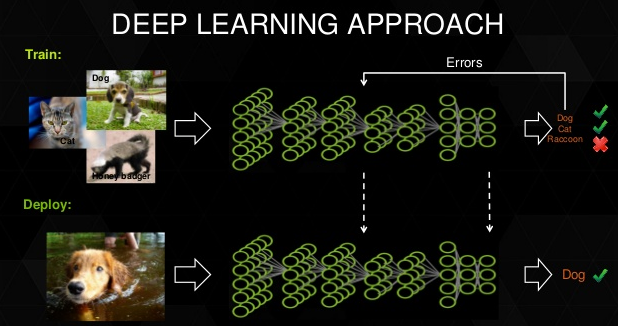 DEEP LEARNING APPROACH
Train:
Errors
Dog
Cat
Honey badger
Dog
Cat
Raccoon
Deploy:
Dog